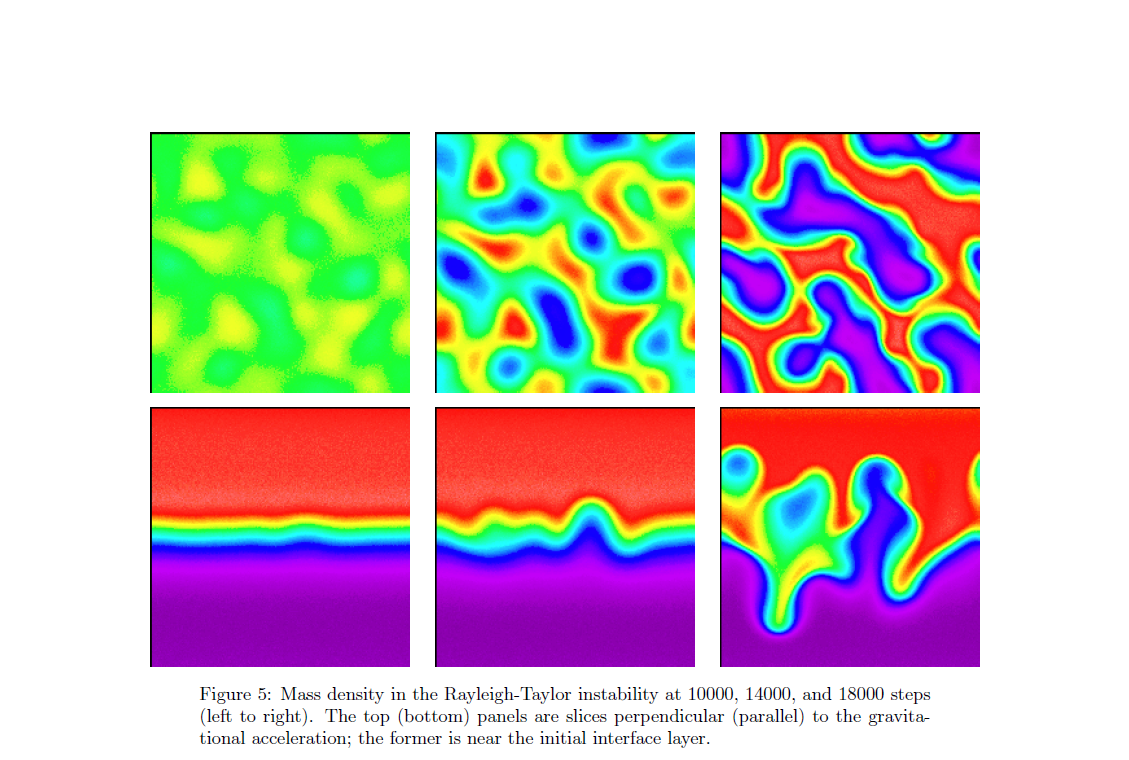 Figure 5: Mass density in the Rayleigh-Taylor instability at 10000, 14000, and 18000 steps
(left to right). The top (bottom) panels are slices perpendicular (parallel) to the gravita-
tional acceleration; the former is near the initial interface layer.